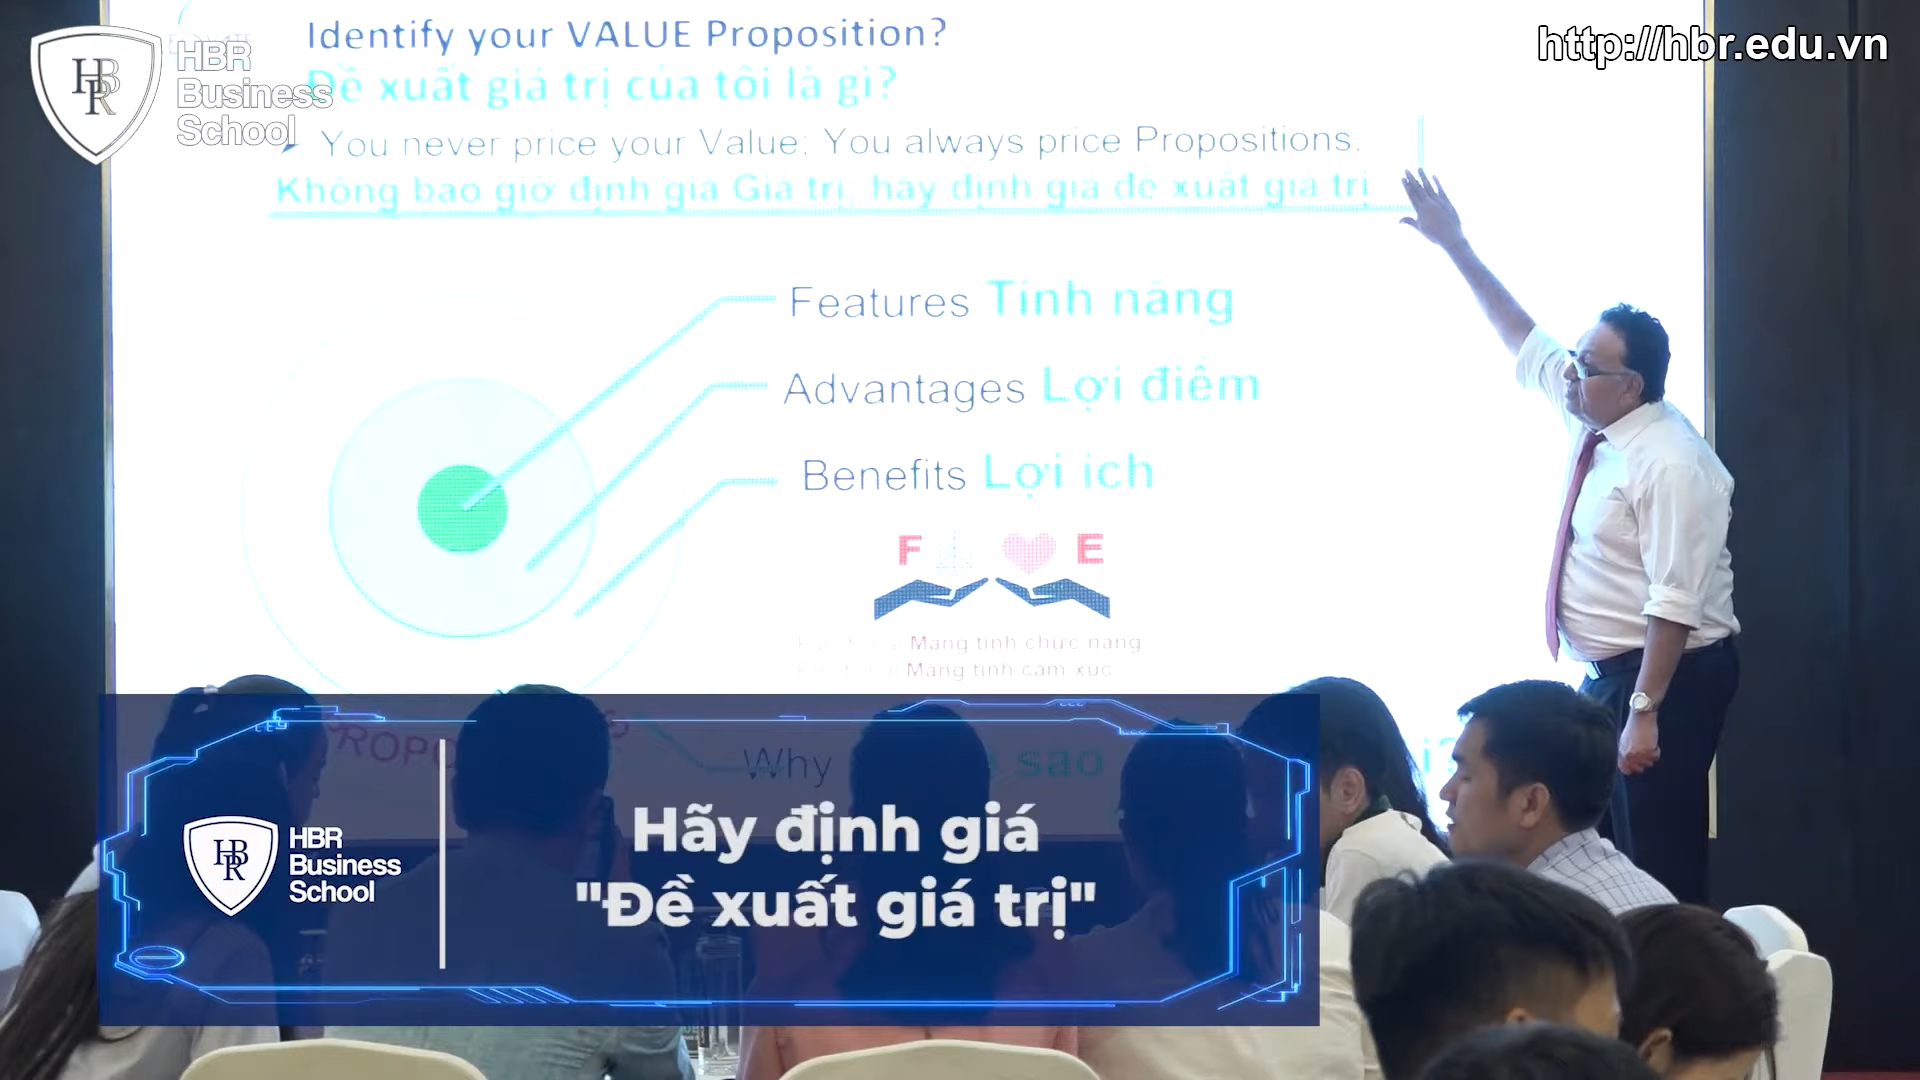 http://hbr.edu.vn
HBR
Business
School
Identify your VALUE Proposition?
Đề xuất giá trị của tôi là gì?
You never price your Value; You always price Propositions.
Không bao giờ định giá Giá trị, hãy định giá đề xuất giá trị
Features Tính năng
Advantages Lợi điểm
Benefits Lợi ích
F E
Mang tính chức năng
Mang tính cảm xúc
Why sao
HBR
Business
School
Hãy định giá
"Đề xuất giá trị"